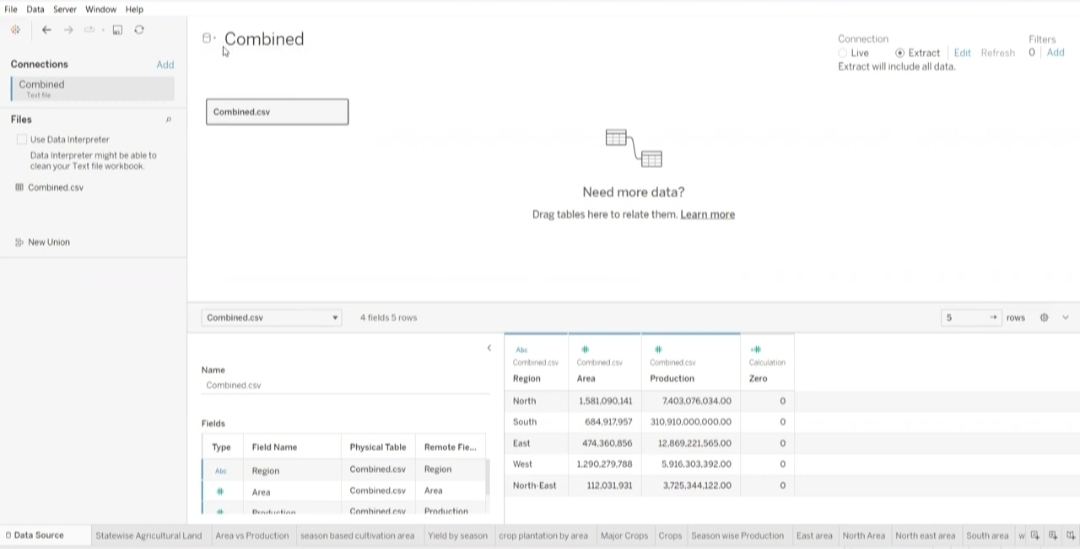 File Data Server Window Help
Combined
Connections Add
Combined
Text file
Connection
Live Extract Edit Refresh
Extract will include all data.
Filters
0 Add
Files
Use Data Interpreter
Data Interpreter might be able to
clean your Text file workbook.
Combined.csv
New Union
Combined.csv
Need more data?
Drag tables here to relate them. Learn more
Combined.csv 4 fields 5 rows 5 rows
Name
Combined.csv
Fields
Type Field Name Physical Table Remote Fie...
Abc Region Combined.csv Region
# Area Combined.csv Area
# Production Combined.csv Production
Abc # # =#
Combined.csv Combined.csv Combined.csv Calculation
Region Area Production Zero
North 1,581,090,141 7,403,076,034.00 0
South 684,917,957 310,910,000,000.00 0
East 474,360,856 12,869,221,565.00 0
West 1,290,279,788 5,916,303,392.00 0
North-East 112,031,931 3,725,344,122.00 0
Data Source Statewise Agricultural Land Area vs Production season based cultivation area Yield by season crop plantation by area Major Crops Crops Season wise Production East area North Area North east area South area w